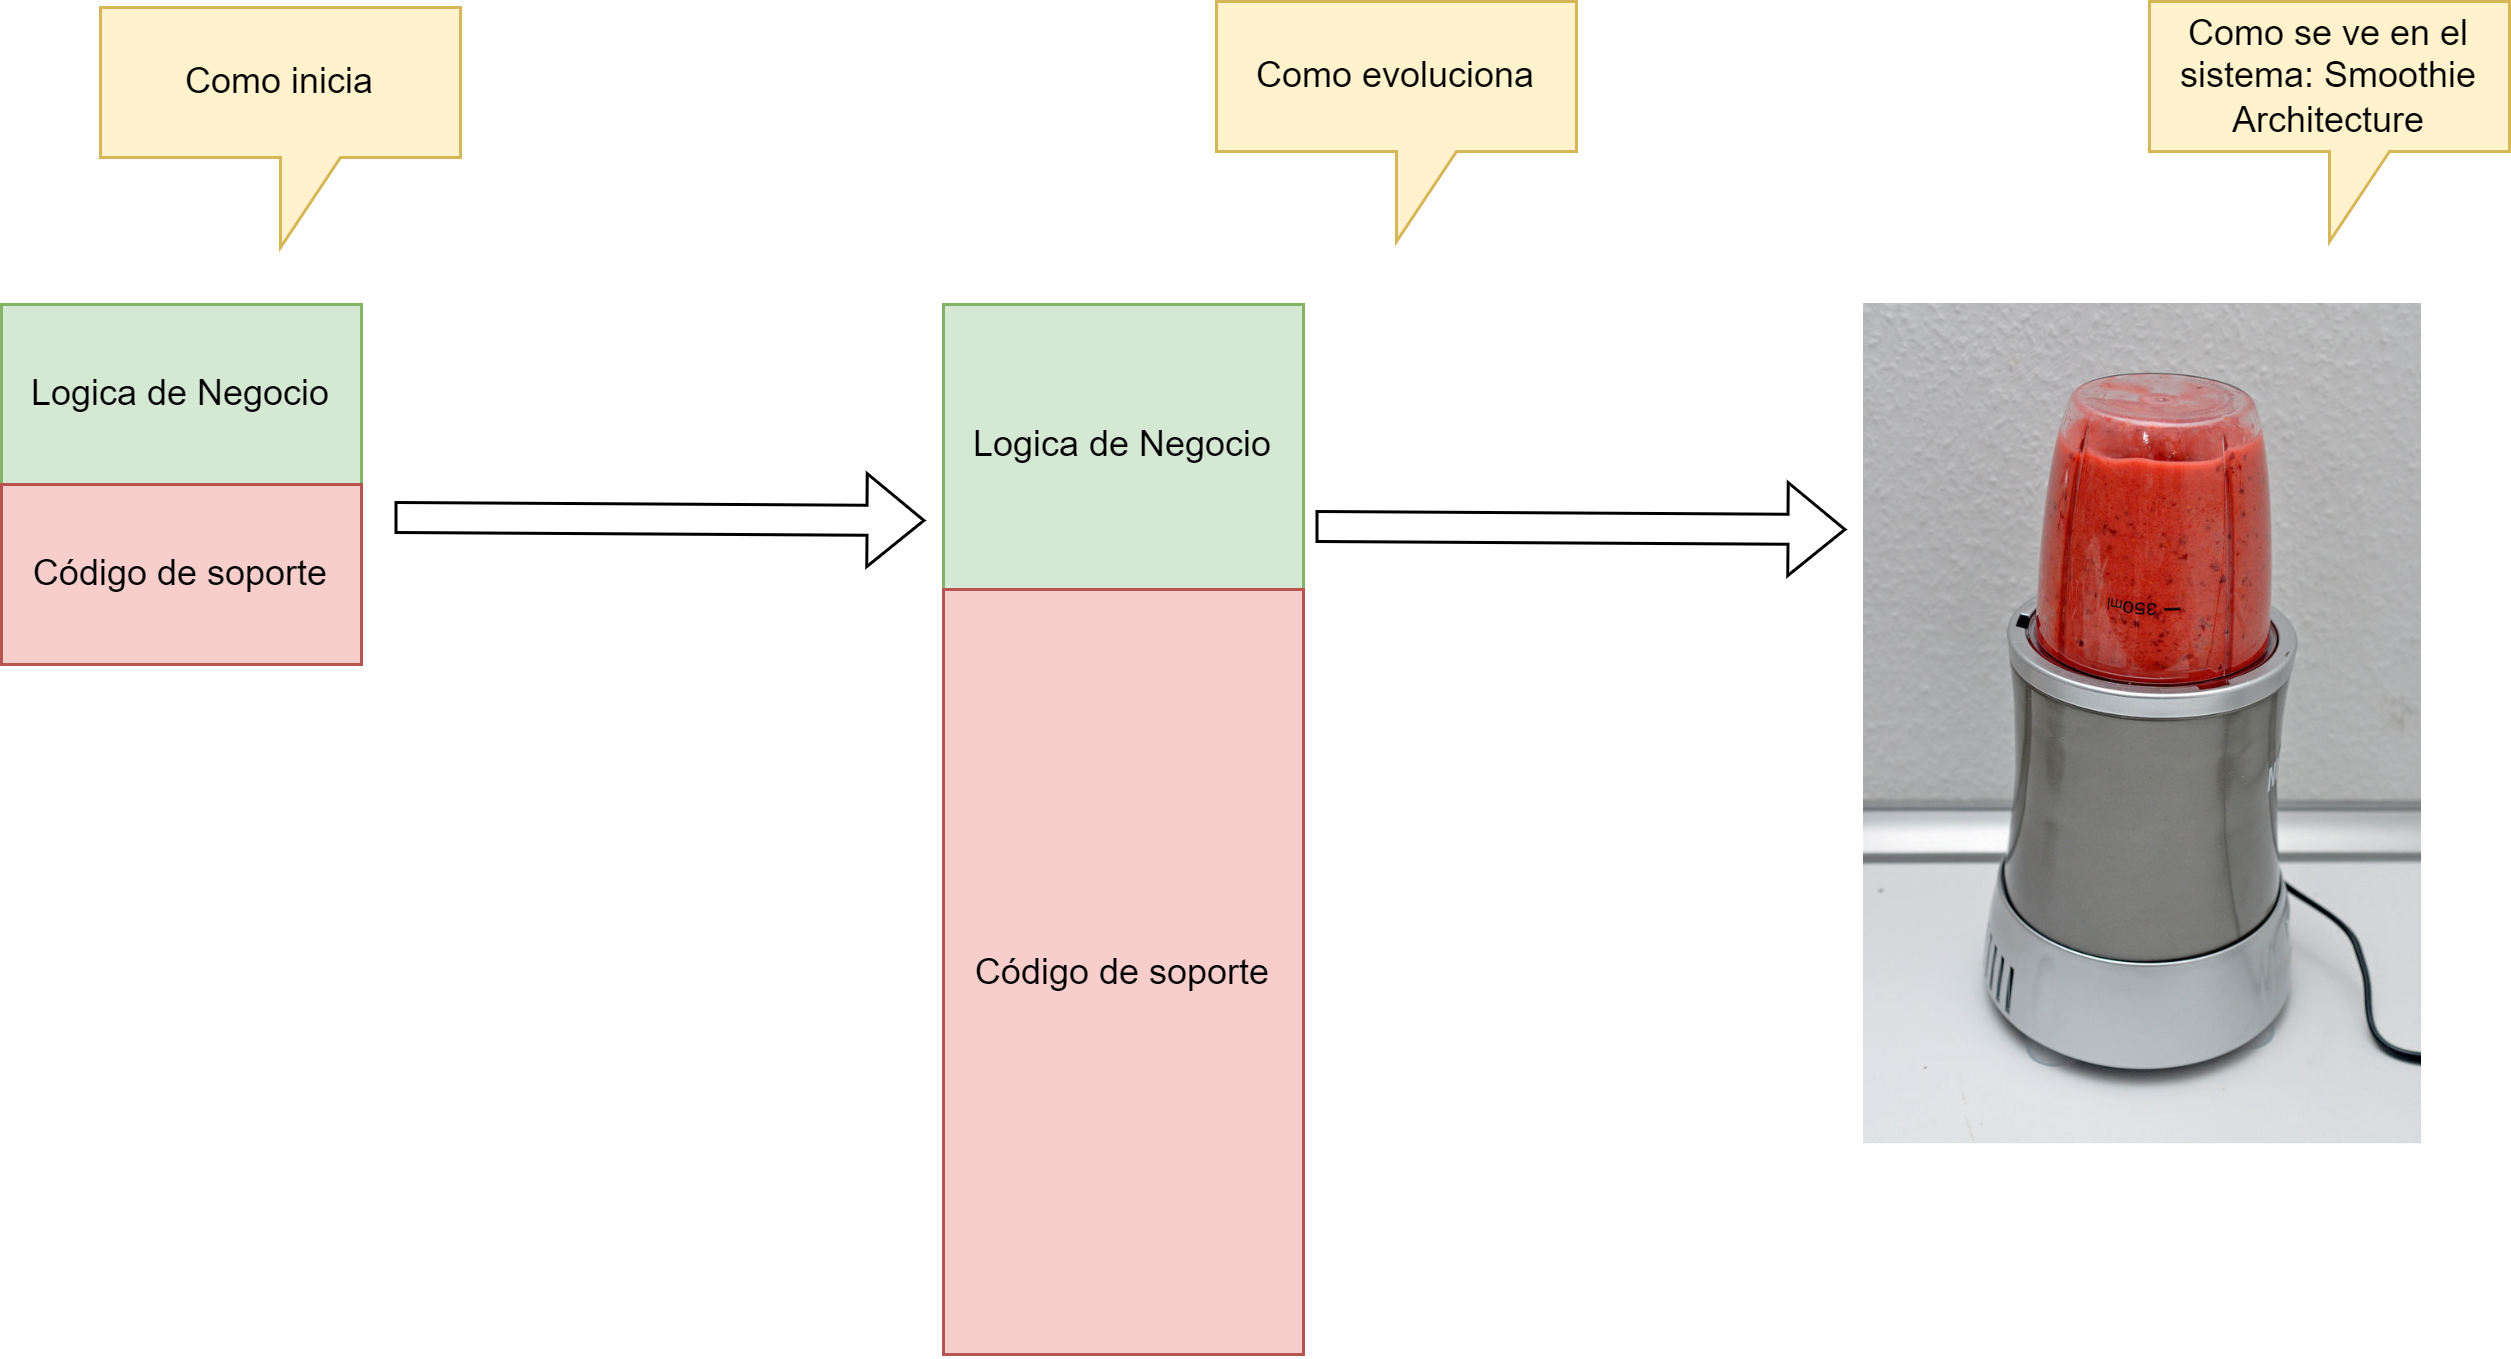 Como inicia
Como evoluciona
Como se ve en el
sistema: Smoothie
Architecture
Logica de Negocio
Código de soporte
Logica de Negocio
Código de soporte
350ml